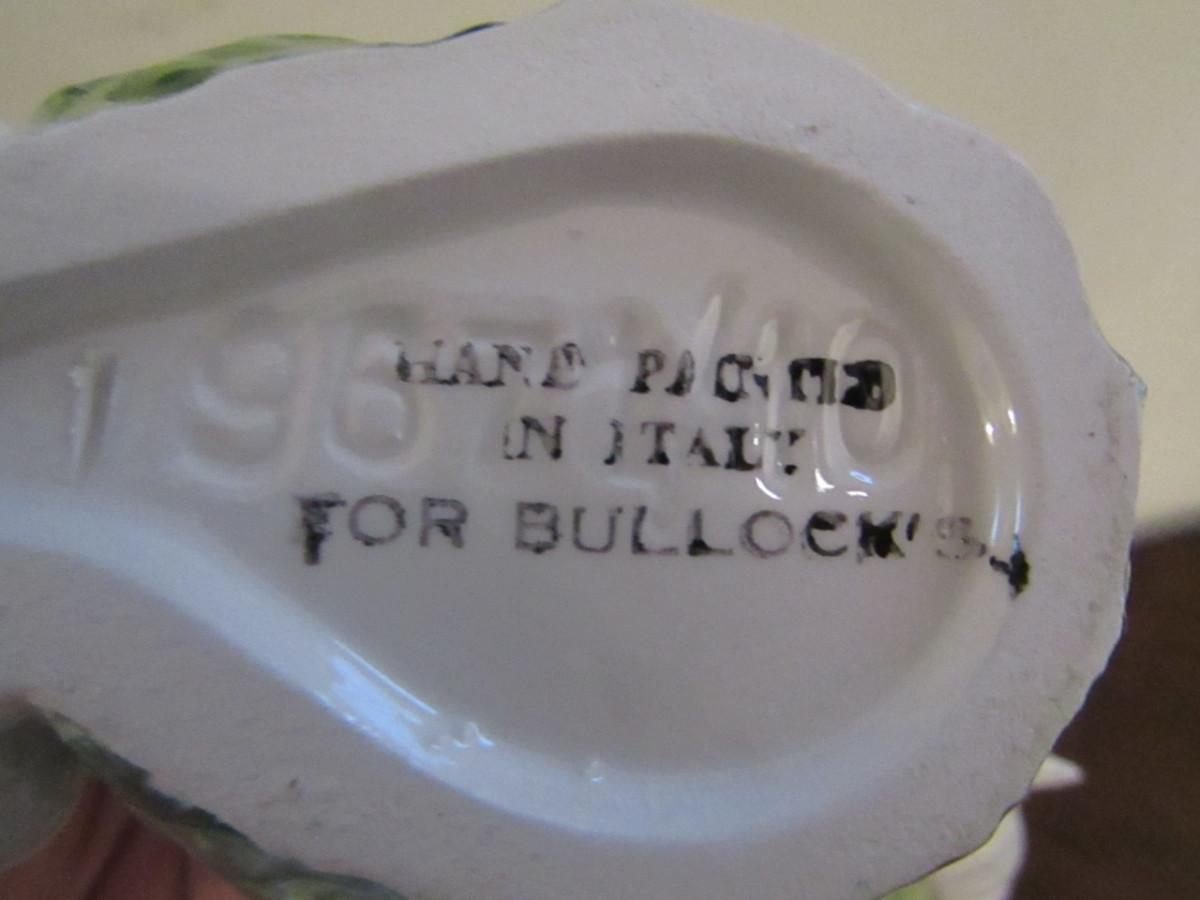 HAND PAINTED
IN ITALY
FOR BULLOCK'S